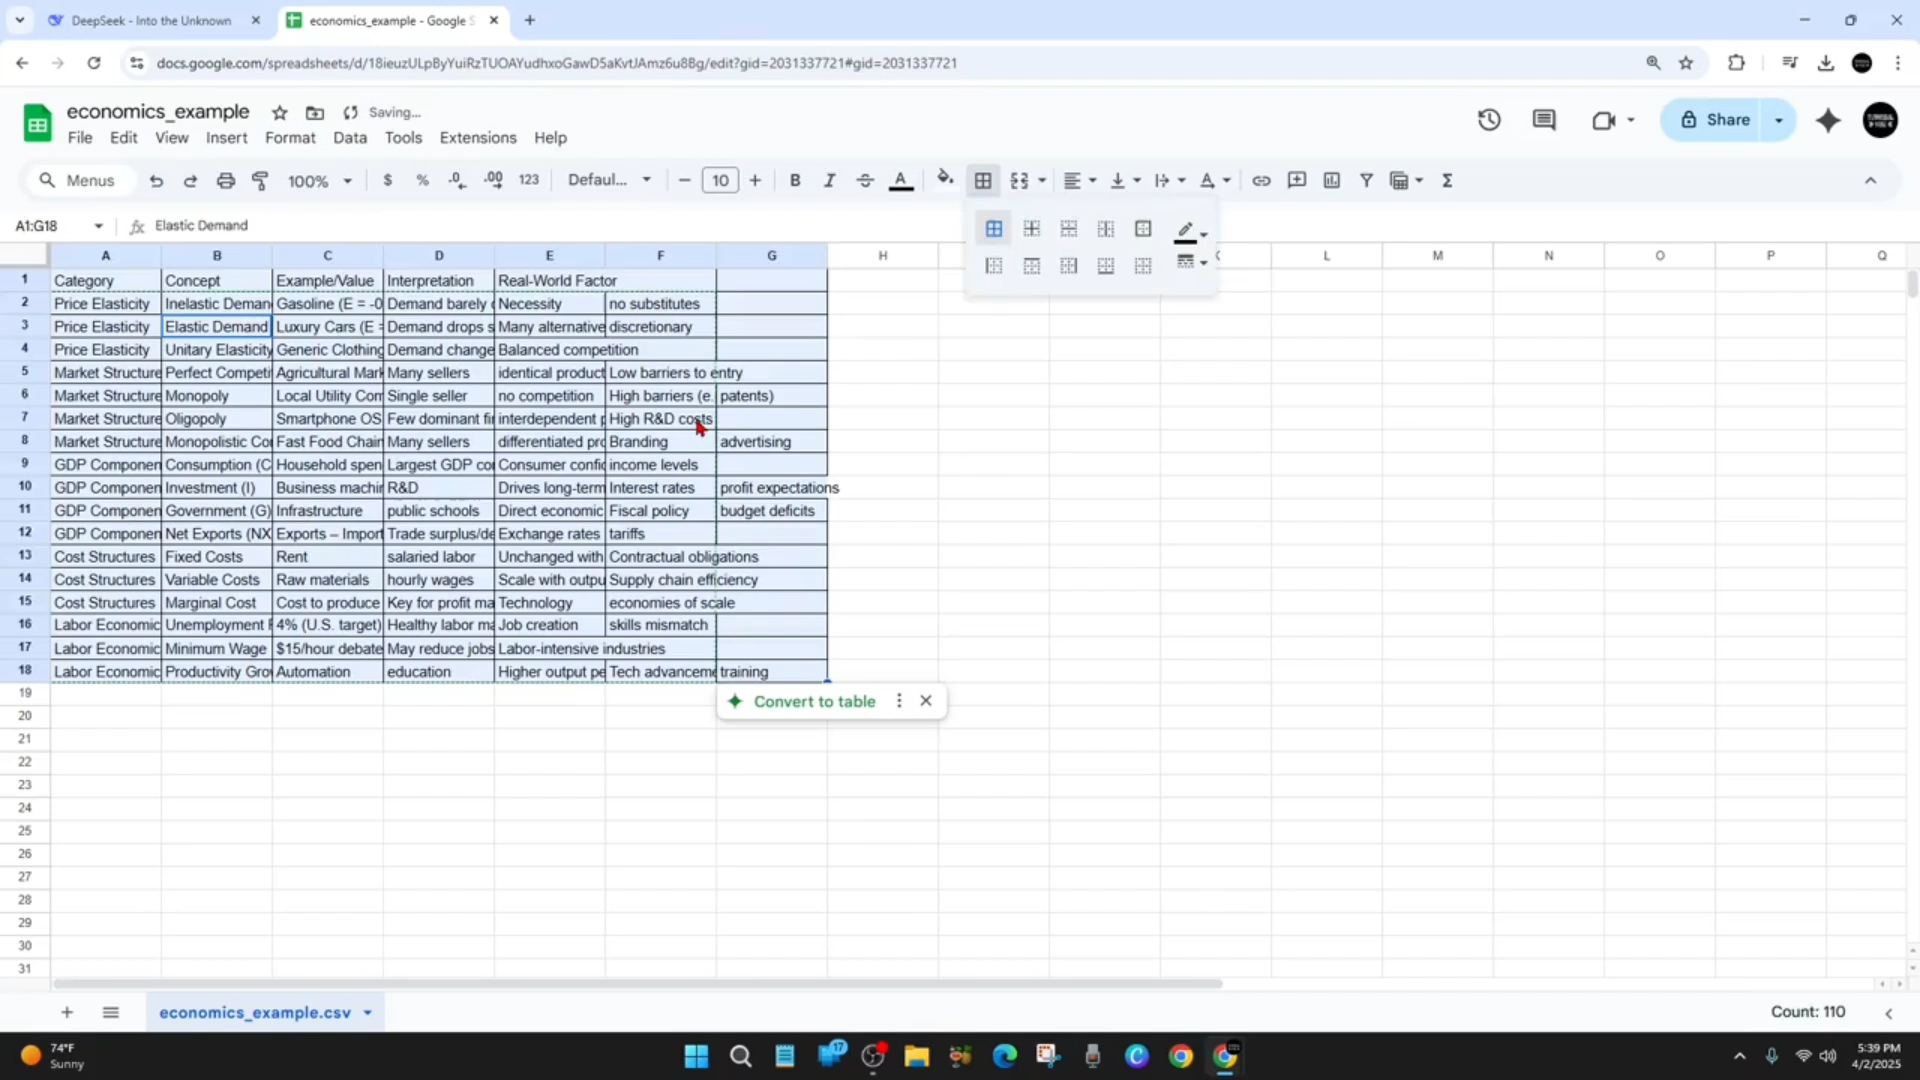 DeepSeek - Into the Unknown
economics_example - Google S
docs.google.com/spreadsheets/d/18ieuzULpByYuiRzTUOAYudhxoGawD5aKvtJAmz6u8Bg/edit?gid=2031337721#gid=2031337721
economics_example Saving...
File Edit View Insert Format Data Tools Extensions Help
Share
Menus 100% $ % .0 .00 123 Defaul... 10 B I A
A1:G18 fx Elastic Demand
A B C D E F G H L M N O P Q
1 Category Concept Example/Value Interpretation Real-World Factor
2 Price Elasticity Inelastic Deman Gasoline (E = -0 Demand barely Necessity no substitutes
3 Price Elasticity Elastic Demand Luxury Cars (E = Demand drops s Many alternative discretionary
4 Price Elasticity Unitary Elasticity Generic Clothing Demand change Balanced competition
5 Market Structure Perfect Competi Agricultural Mark Many sellers identical product Low barriers to entry
6 Market Structure Monopoly Local Utility Com Single seller no competition High barriers (e. patents)
7 Market Structure Oligopoly Smartphone OS Few dominant fi interdependent p High R&D costs
8 Market Structure Monopolistic Co Fast Food Chain Many sellers differentiated pro Branding advertising
9 GDP Componen Consumption (C Household spen Largest GDP co Consumer confid income levels
10 GDP Componen Investment (I) Business machin R&D Drives long-term Interest rates profit expectations
11 GDP Componen Government (G) Infrastructure public schools Direct economic Fiscal policy budget deficits
12 GDP Componen Net Exports (NX Exports – Import Trade surplus/de Exchange rates tariffs
13 Cost Structures Fixed Costs Rent salaried labor Unchanged with Contractual obligations
14 Cost Structures Variable Costs Raw materials hourly wages Scale with outpu Supply chain efficiency
15 Cost Structures Marginal Cost Cost to produce Key for profit ma Technology economies of scale
16 Labor Economic Unemployment 4% (U.S. target) Healthy labor ma Job creation skills mismatch
17 Labor Economic Minimum Wage $15/hour debate May reduce jobs Labor-intensive industries
18 Labor Economic Productivity Gro Automation education Higher output pe Tech advanceme training
19
Convert to table
20
21
22
23
24
25
26
27
28
29
30
31
economics_example.csv Count: 110
74°F
Sunny
17
5:39 PM
4/2/2025